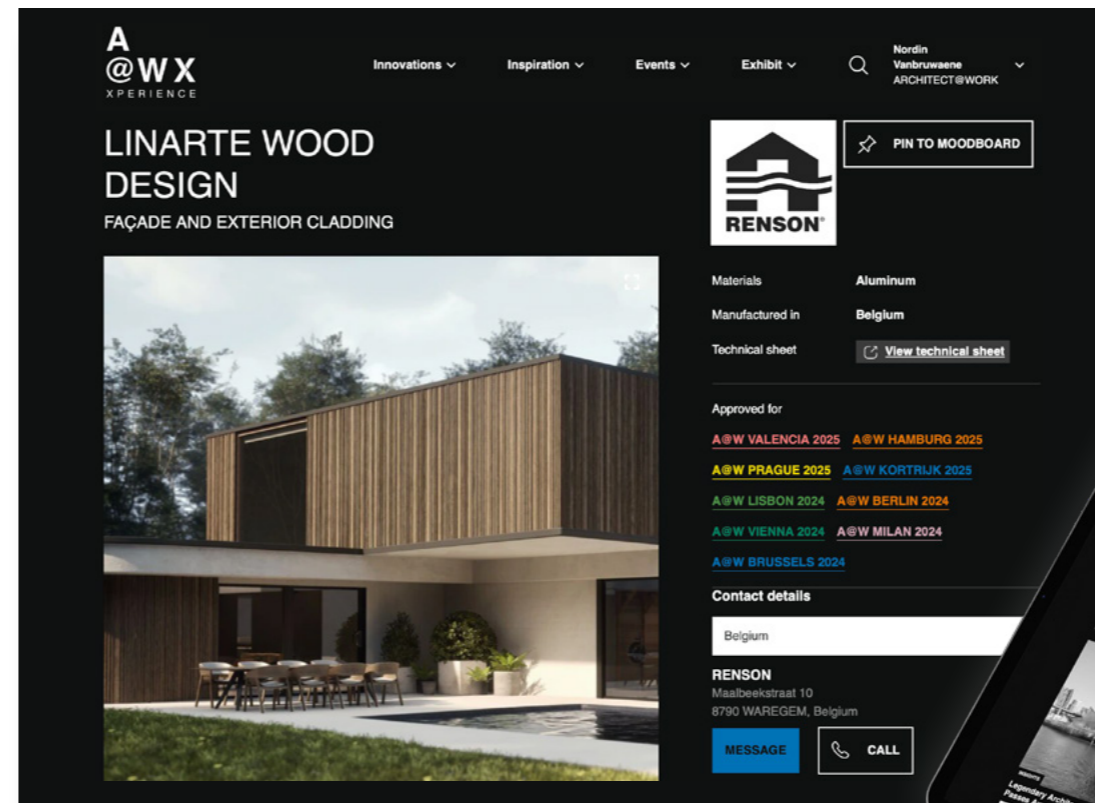 A
@WX
XPERIENCE
Innovations
Inspiration
Events
Exhibit
Nordin
Vanbruwaene
ARCHITECT@WORK
LINARTE WOOD
DESIGN
FAÇADE AND EXTERIOR CLADDING
RENSON®
PIN TO MOODBOARD
Materials Aluminum
Manufactured in Belgium
Technical sheet View technical sheet
Approved for
A@W VALENCIA 2025 A@W HAMBURG 2025
A@W PRAGUE 2025 A@W KORTRIJK 2025
A@W LISBON 2024 A@W BERLIN 2024
A@W VIENNA 2024 A@W MILAN 2024
A@W BRUSSELS 2024
Contact details
Belgium
RENSON
Maalbeekstraat 10
8790 WAREGEM, Belgium
MESSAGE CALL
Legendary